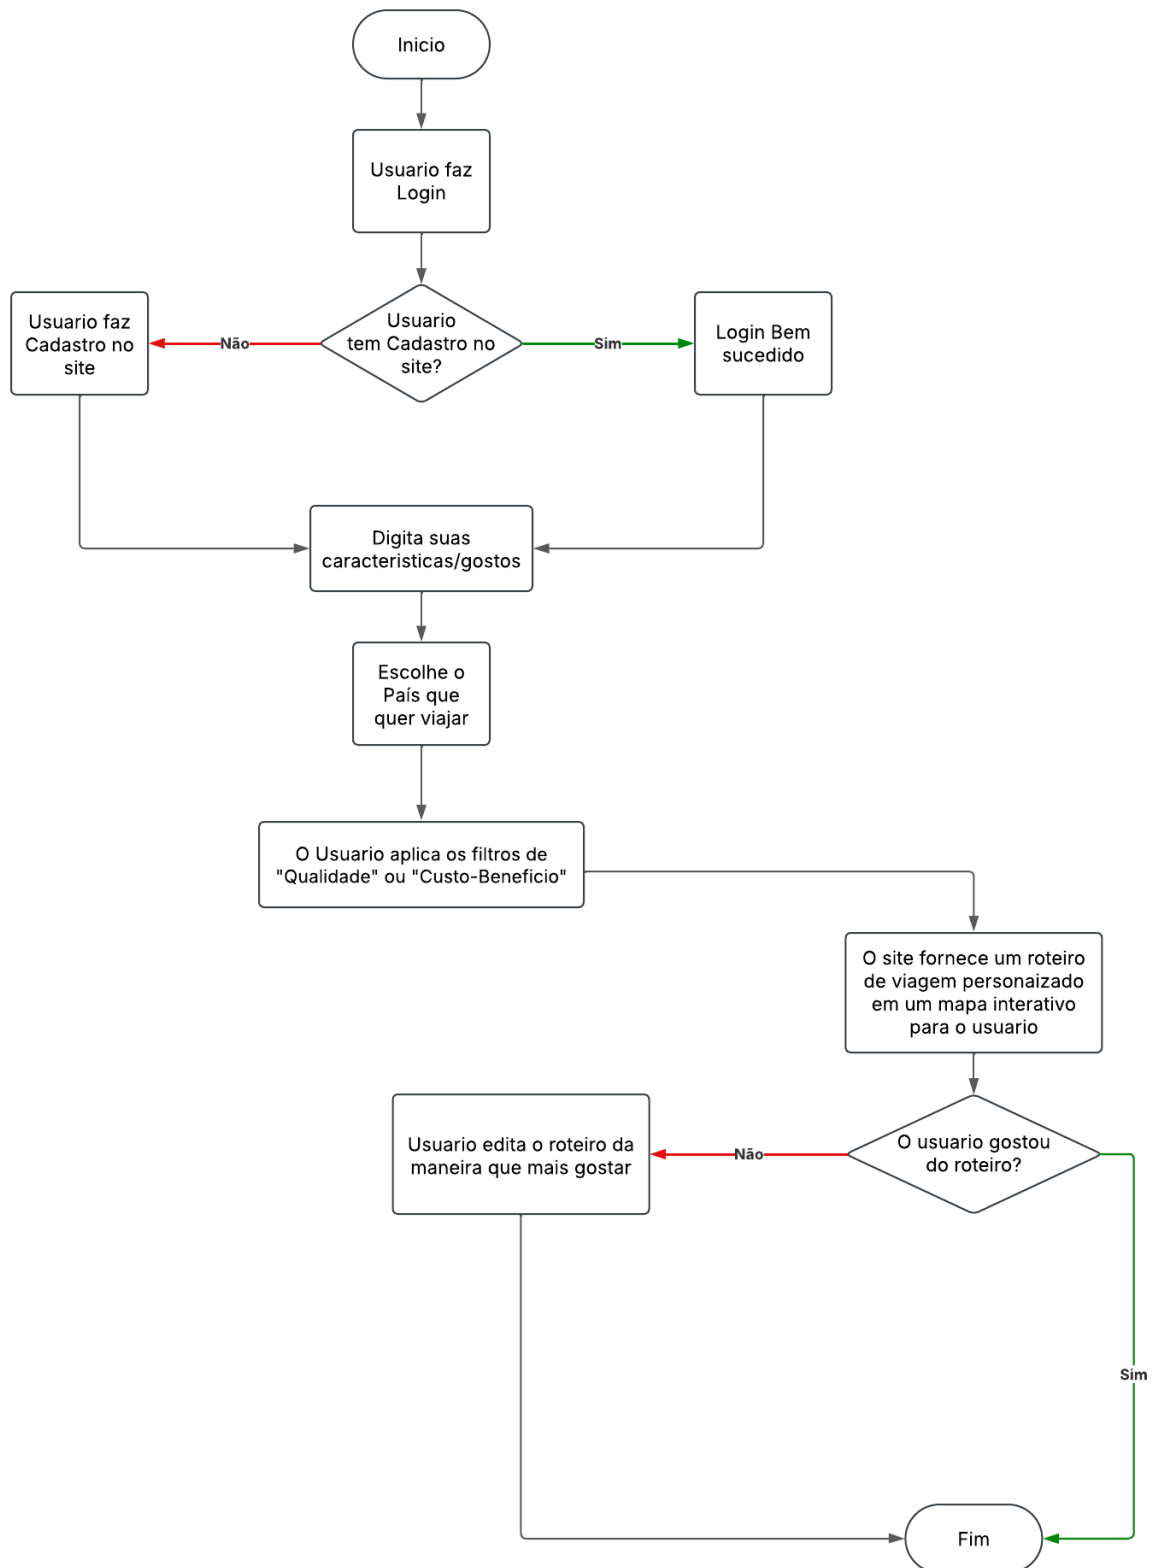 Inicio
Usuario faz
Login
Usuario faz
Cadastro no
site
Não
Usuario
tem Cadastro no
site?
Sim
Login Bem
sucedido
Digita suas
caracteristicas/gostos
Escolhe o
País que
quer viajar
O Usuario aplica os filtros de
"Qualidade" ou "Custo-Beneficio"
O site fornece um roteiro
de viagem personaizado
em um mapa interativo
para o usuario
Usuario edita o roteiro da
maneira que mais gostar
Não
O usuario gostou
do roteiro?
Sim
Fim